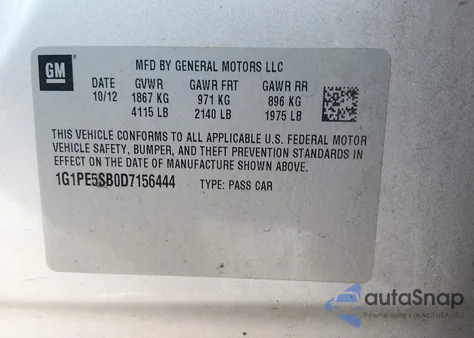 GM
MFD BY GENERAL MOTORS LLC
DATE GVWR GAWR FRT GAWR RR
10/12 1867 KG 971 KG 896 KG
4115 LB 2140 LB 1975 LB
THIS VEHICLE CONFORMS TO ALL APPLICABLE U.S. FEDERAL MOTOR
VEHICLE SAFETY, BUMPER, AND THEFT PREVENTION STANDARDS IN
EFFECT ON THE DATE OF MANUFACTURE SHOWN ABOVE.
1G1PE5SB0D7156444 TYPE: PASS CAR
autoSnap